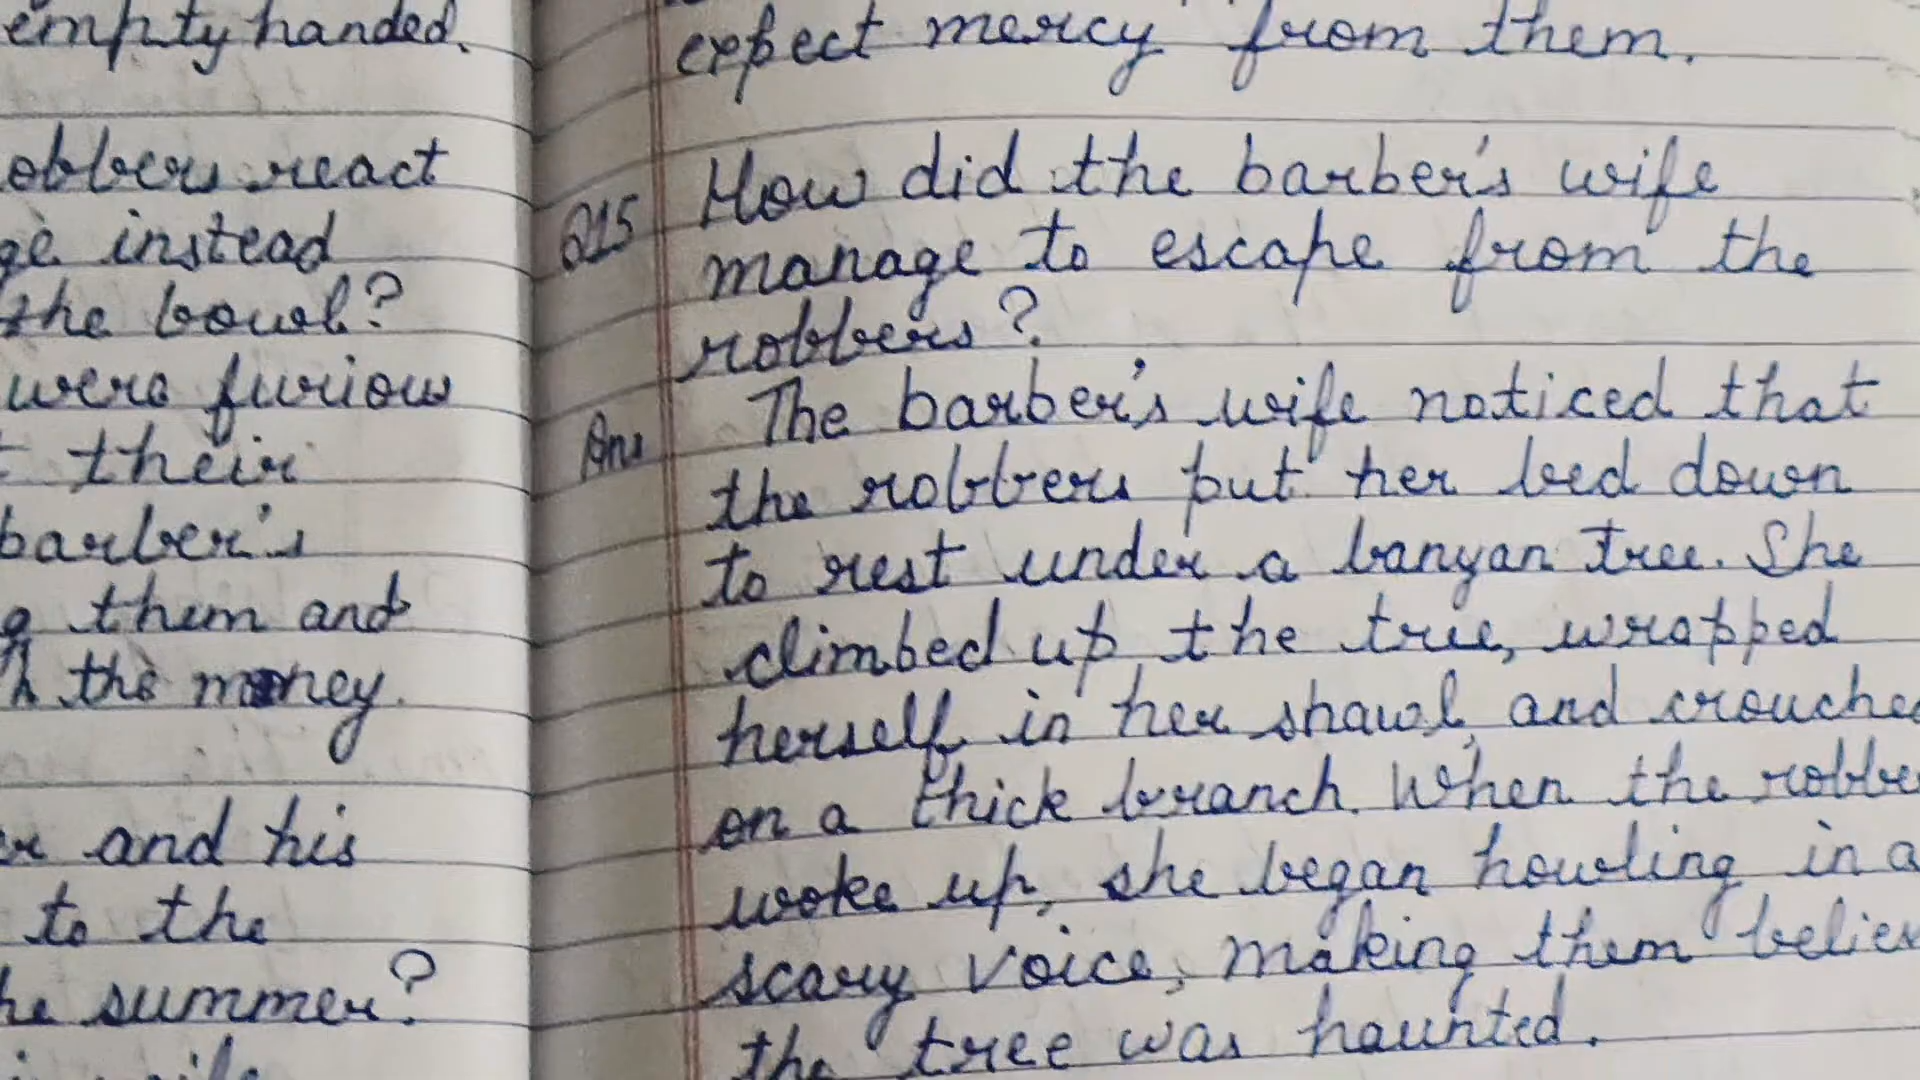 empty handed.
react
instead
the bowl?
were furious
their
barber's
them and
the money.
and his
to the
summer?
expect mercy from them.
Q15 How did the barber's wife
manage to escape from the
robbers?
Ans The barber's wife noticed that
the robbers put her bed down
to rest under a banyan tree. She
climbed up the tree, wrapped
herself in her shawl, and crouched
on a thick branch. When the
woke up, she began howling in a
scary voice, making them
the tree was haunted.